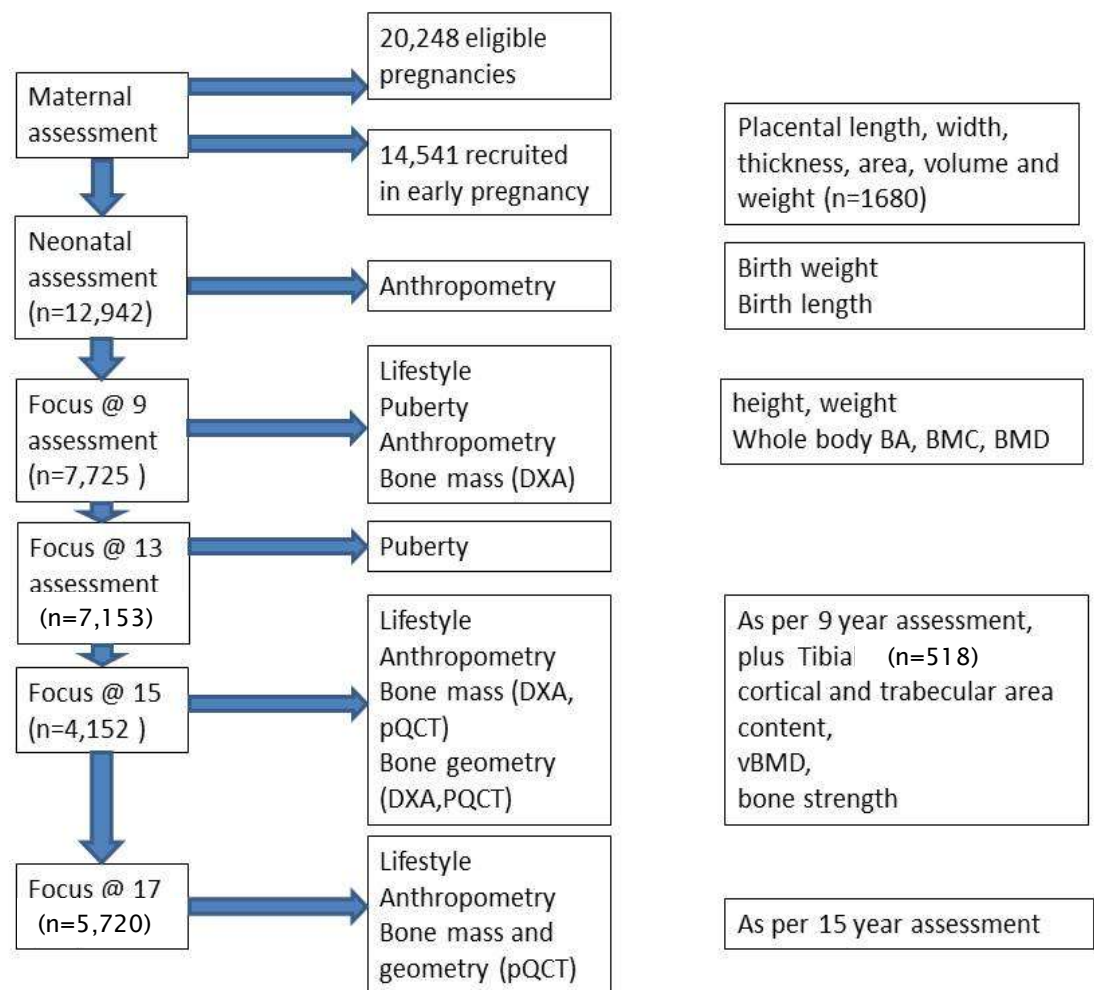 20,248 eligible
pregnancies
Maternal
assessment
14,541 recruited
in early pregnancy
Placental length, width,
thickness, area, volume and
weight (n=1680)
Neonatal
assessment
(n=12,942)
Anthropometry
Birth weight
Birth length
Focus @ 9
assessment
(n=7,725 )
Lifestyle
Puberty
Anthropometry
Bone mass (DXA)
height, weight
Whole body BA, BMC, BMD
Focus @ 13
assessment
(n=7,153)
Puberty
Focus @ 15
(n=4,152 )
Lifestyle
Anthropometry
Bone mass (DXA,
pQCT)
Bone geometry
(DXA,PQCT)
As per 9 year assessment,
plus Tibial (n=518)
cortical and trabecular area
content,
vBMD,
bone strength
Focus @ 17
(n=5,720)
Lifestyle
Anthropometry
Bone mass and
geometry (pQCT)
As per 15 year assessment